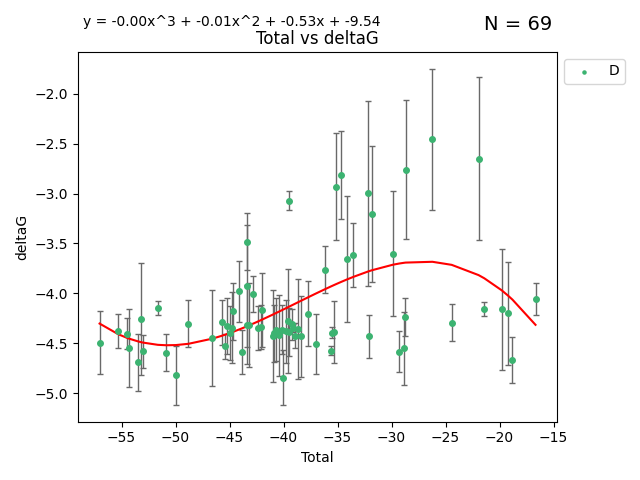 y = -0.00x^3 + -0.01x^2 + -0.53x + -9.54
N = 69
Total vs deltaG
D
−2.0
−2.5
−3.0
−3.5
−4.0
−4.5
−5.0
deltaG
−55 −50 −45 −40 −35 −30 −25 −20 −15
Total